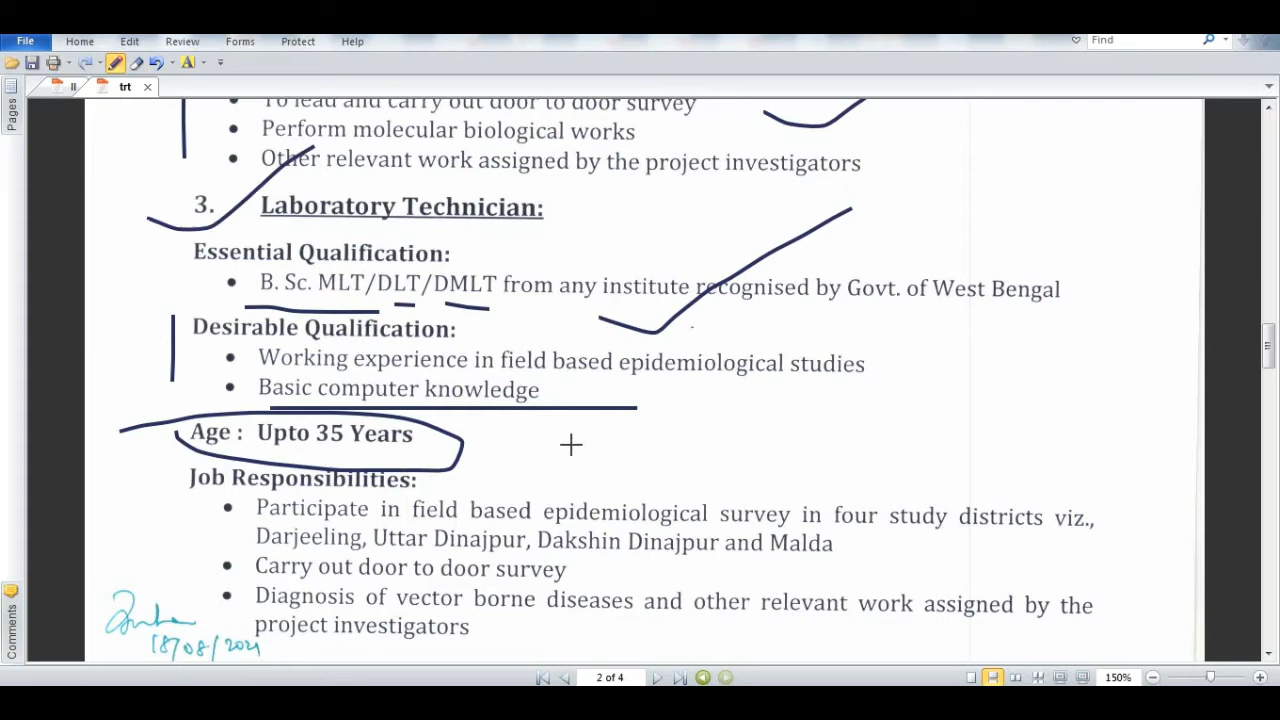 File Home Edit Review Forms Protect Help Find
II trt
Pages
To lead and carry out door to door survey
• Perform molecular biological works
• Other relevant work assigned by the project investigators
3. Laboratory Technician:
Essential Qualification:
• B. Sc. MLT/DLT/DMLT from any institute recognised by Govt. of West Bengal
Desirable Qualification:
• Working experience in field based epidemiological studies
• Basic computer knowledge
Age : Upto 35 Years
Job Responsibilities:
• Participate in field based epidemiological survey in four study districts viz.,
Darjeeling, Uttar Dinajpur, Dakshin Dinajpur and Malda
• Carry out door to door survey
• Diagnosis of vector borne diseases and other relevant work assigned by the
project investigators
18/08/2021
Comments
2 of 4 150%